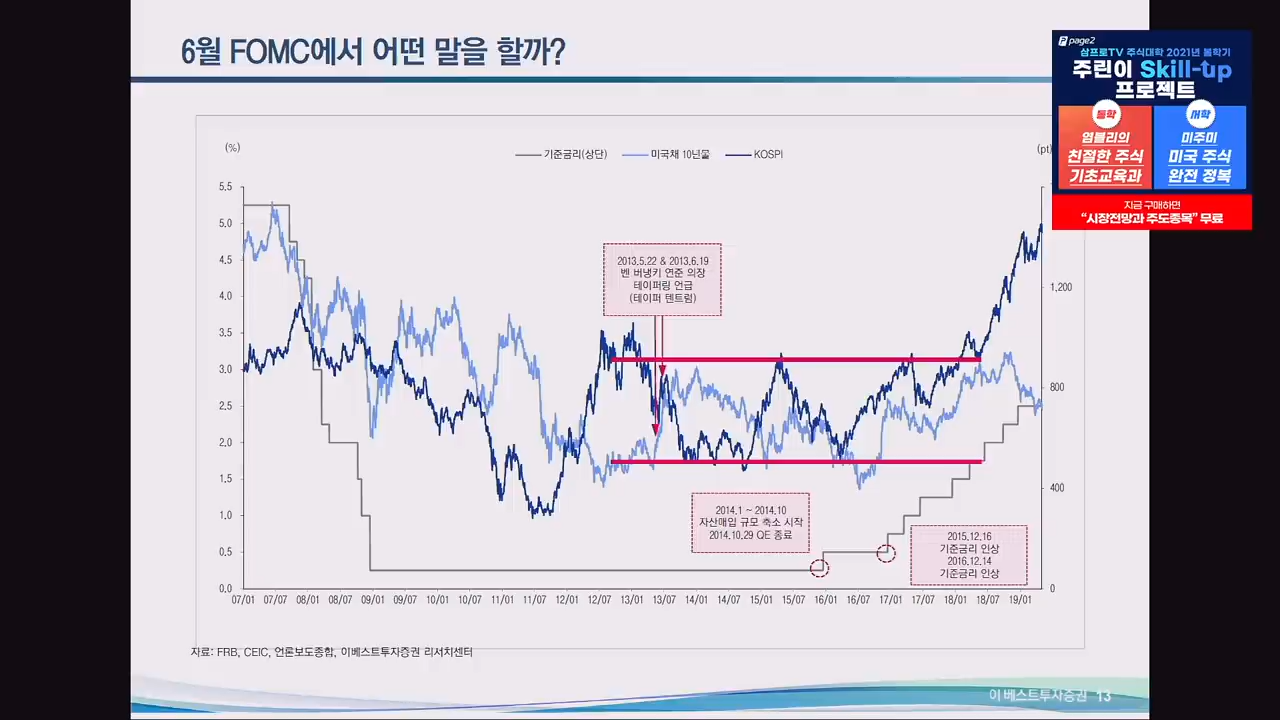 6월 FOMC에서 어떤 말을 할까?
page2
삼프로TV 주식대학 2021년 봄학기
주린이 Skill-up
프로젝트
동학
염블리의
친절한 주식
기초교육과
서학
미주미
미국 주식
완전 정복
지금 구매하면
“시장전망과 주도종목” 무료
(%)
기준금리(상단)
미국채 10년물
KOSPI
(pt)
5.5
5.0
4.5
4.0
3.5
3.0
2.5
2.0
1.5
1.0
0.5
0.0
1,200
800
400
0
2013.5.22 & 2013.6.19
벤 버냉키 연준 의장
테이퍼링 언급
(테이퍼 텐트럼)
2014.1 ~ 2014.10
자산매입 규모 축소 시작
2014.10.29 QE 종료
2015.12.16
기준금리 인상
2016.12.14
기준금리 인상
07/01 07/07 08/01 08/07 09/01 09/07 10/01 10/07 11/01 11/07 12/01 12/07 13/01 13/07 14/01 14/07 15/01 15/07 16/01 16/07 17/01 17/07 18/01 18/07 19/01
자료: FRB, CEIC, 언론보도종합, 이베스트투자증권 리서치센터
이베스트투자증권 13